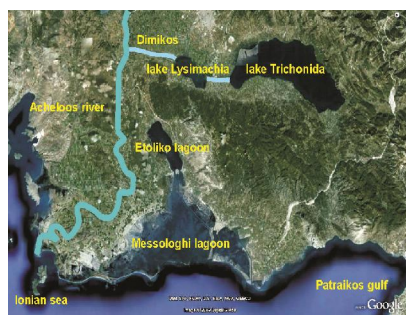 Dimikos
lake Lysimachia
lake Trichonida
Acheloos river
Etoliko lagoon
Messologhi lagoon
Patraikos gulf
Ionian sea
Google